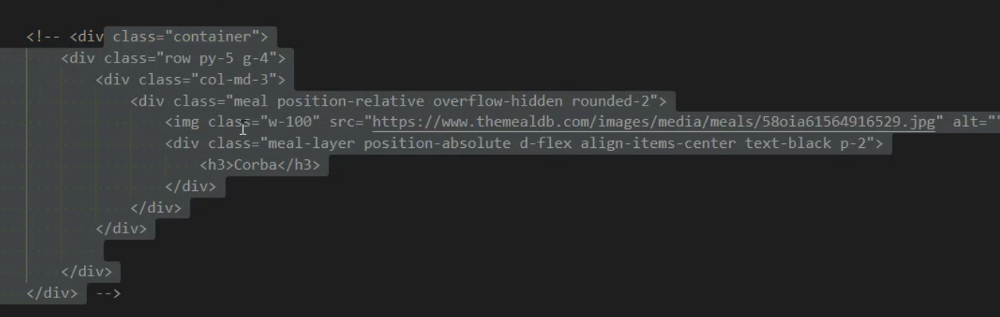 <!-- <div class="container">
<div class="row py-5 g-4">
<div class="col-md-3">
<div class="meal position-relative overflow-hidden rounded-2">
<img class="w-100" src="https://www.themealdb.com/images/media/meals/58oia61564916529.jpg" alt=""
<div class="meal-layer position-absolute d-flex align-items-center text-black p-2">
<h3>Corba</h3>
</div>
</div>
</div>
</div>
</div> -->